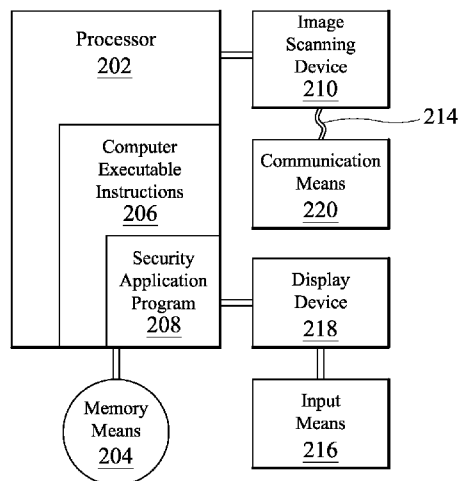 Processor
202
Image
Scanning
Device
210
214
Computer
Executable
Instructions
206
Communication
Means
220
Security
Application
Program
208
Display
Device
218
Memory
Means
204
Input
Means
216